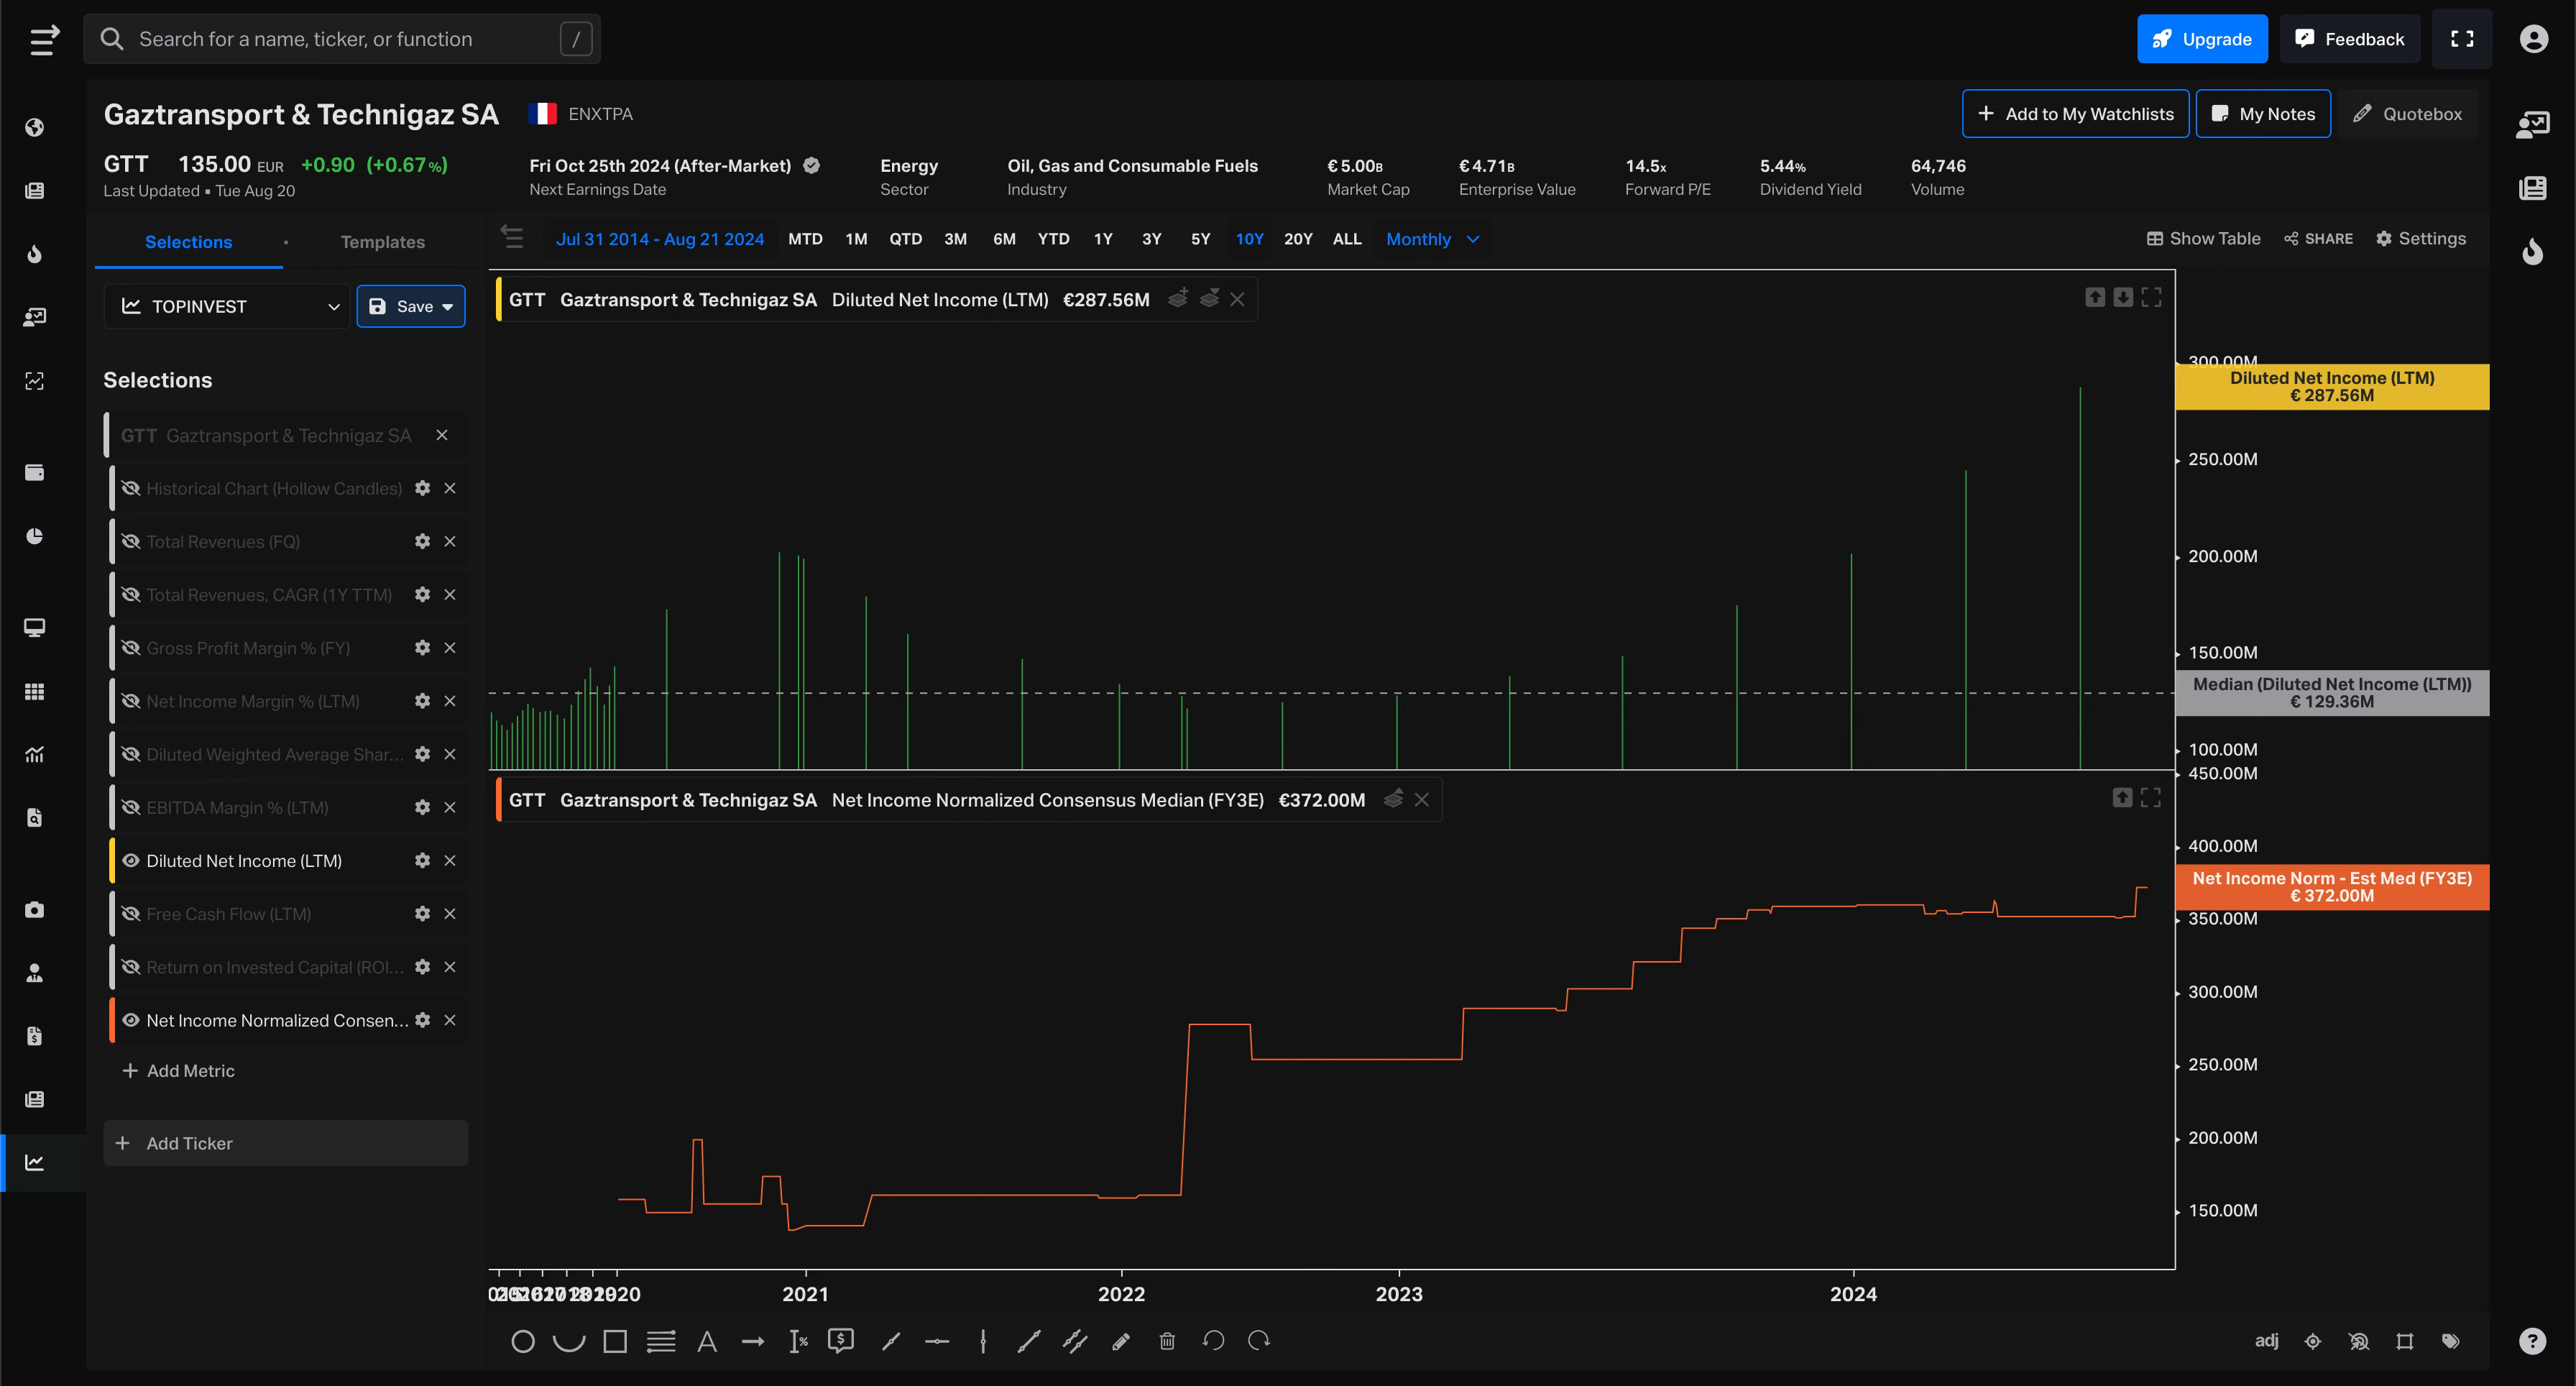 Search for a name, ticker, or function /
Upgrade Feedback
Gaztransport & Technigaz SA ENXTPA
Add to My Watchlists My Notes Quotebox
GTT 135.00 EUR +0.90 (+0.67%)
Last Updated ▪ Tue Aug 20
Fri Oct 25th 2024 (After-Market)
Next Earnings Date
Energy
Sector
Oil, Gas and Consumable Fuels
Industry
€ 5.00B
Market Cap
€ 4.71B
Enterprise Value
14.5x
Forward P/E
5.44%
Dividend Yield
64,746
Volume
Selections · Templates
Jul 31 2014 - Aug 21 2024 MTD 1M QTD 3M 6M YTD 1Y 3Y 5Y 10Y 20Y ALL Monthly
Show Table SHARE Settings
TOPINVEST Save
Selections
GTT Gaztransport & Technigaz SA
Historical Chart (Hollow Candles)
Total Revenues (FQ)
Total Revenues, CAGR (1Y TTM)
Gross Profit Margin % (FY)
Net Income Margin % (LTM)
Diluted Weighted Average Shar...
EBITDA Margin % (LTM)
Diluted Net Income (LTM)
Free Cash Flow (LTM)
Return on Invested Capital (ROI...
Net Income Normalized Consen...
+ Add Metric
+ Add Ticker
GTT Gaztransport & Technigaz SA Diluted Net Income (LTM) €287.56M
300.00M
Diluted Net Income (LTM)
€ 287.56M
250.00M
200.00M
150.00M
Median (Diluted Net Income (LTM))
€ 129.36M
100.00M
450.00M
GTT Gaztransport & Technigaz SA Net Income Normalized Consensus Median (FY3E) €372.00M
400.00M
Net Income Norm - Est Med (FY3E)
€ 372.00M
350.00M
300.00M
250.00M
200.00M
150.00M
2020 2021 2022 2023 2024
A % $ adj ?